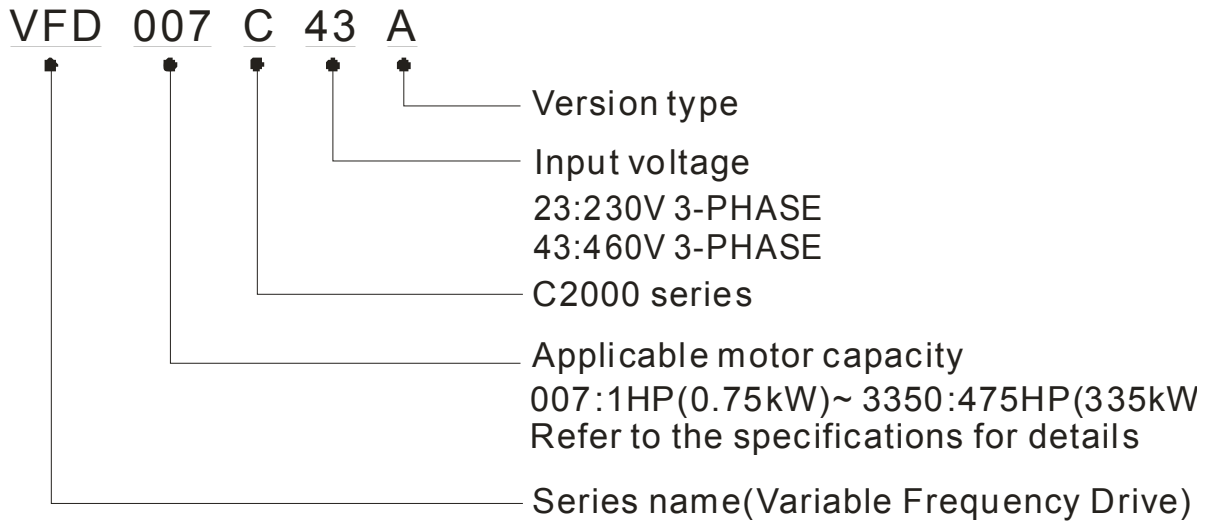 VFD 007 C 43 A
Version type
Input voltage
23:230V 3-PHASE
43:460V 3-PHASE
C2000 series
Applicable motor capacity
007:1HP(0.75kW)~ 3350:475HP(335kW
Refer to the specifications for details
Series name(Variable Frequency Drive)